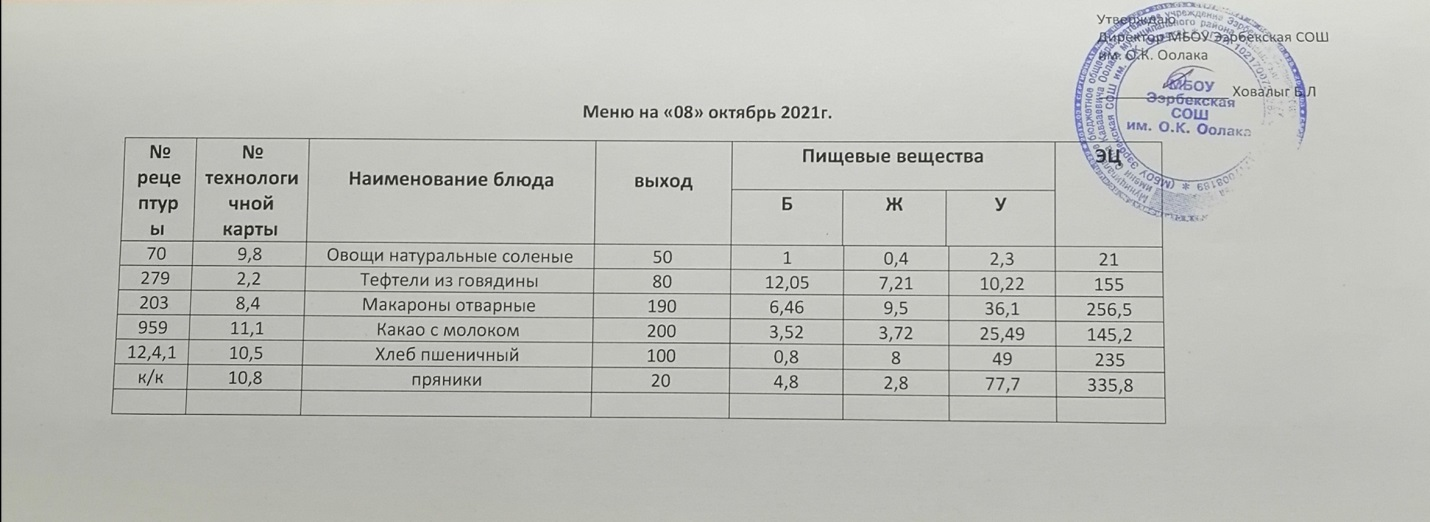 Утверждаю
Директор МБОУ Эзрбекская СОШ
им. О.К. Оолака
Ховалыг Б.Л
МБОУ
Эзрбекская
СОШ
им. О.К. Оолака
Меню на «08» октябрь 2021г.
№ рецептуры № технологичной карты Наименование блюда выход Пищевые вещества ЭЦ
Б Ж У
70 9,8 Овощи натуральные соленые 50 1 0,4 2,3 21
279 2,2 Тефтели из говядины 80 12,05 7,21 10,22 155
203 8,4 Макароны отварные 190 6,46 9,5 36,1 256,5
959 11,1 Какао с молоком 200 3,52 3,72 25,49 145,2
12,4,1 10,5 Хлеб пшеничный 100 0,8 8 49 235
к/к 10,8 пряники 20 4,8 2,8 77,7 335,8